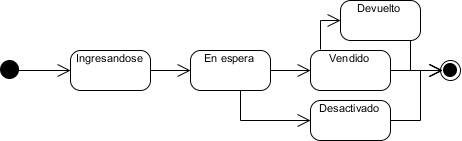 Devuelto
Ingresandose
En espera
Vendido
Desactivado